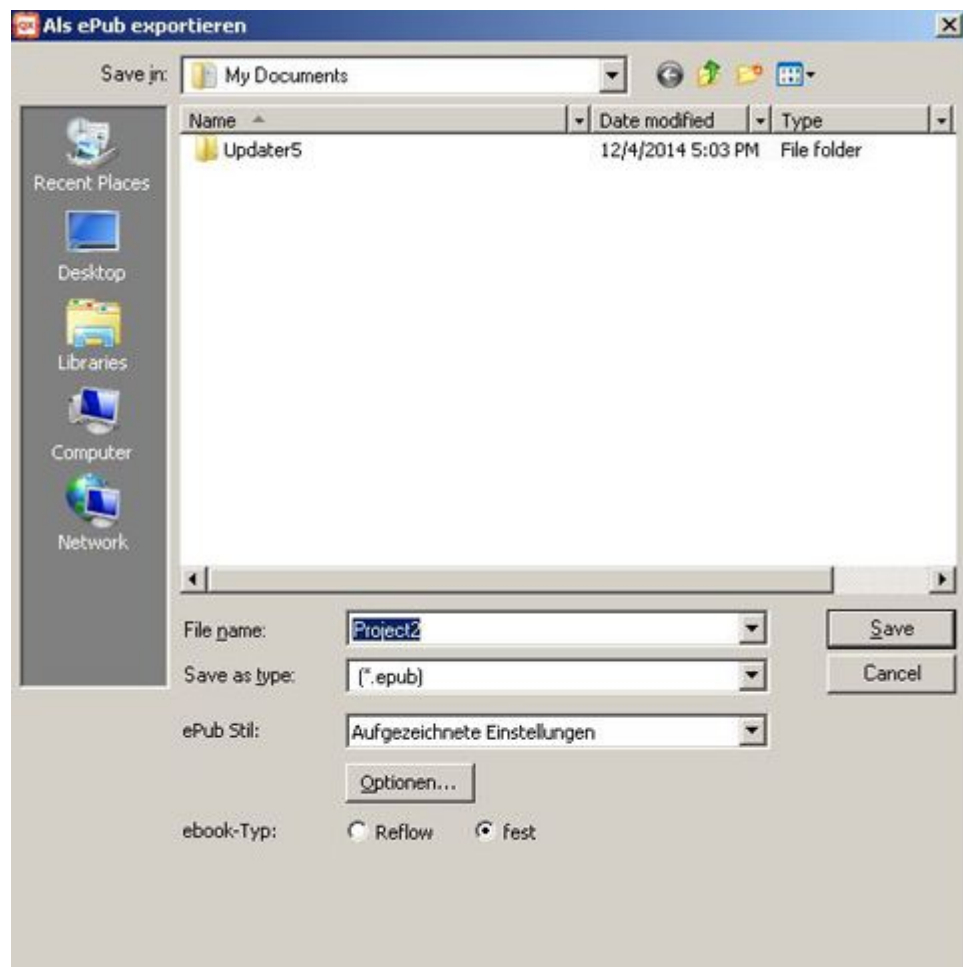 Als ePub exportieren
Save in: My Documents
Name Date modified Type
Updater5 12/4/2014 5:03 PM File folder
Recent Places
Desktop
Libraries
Computer
Network
File name: Project2 Save
Save as type: (*.epub) Cancel
ePub Stil: Aufgezeichnete Einstellungen
Optionen...
ebook-Typ: Reflow fest